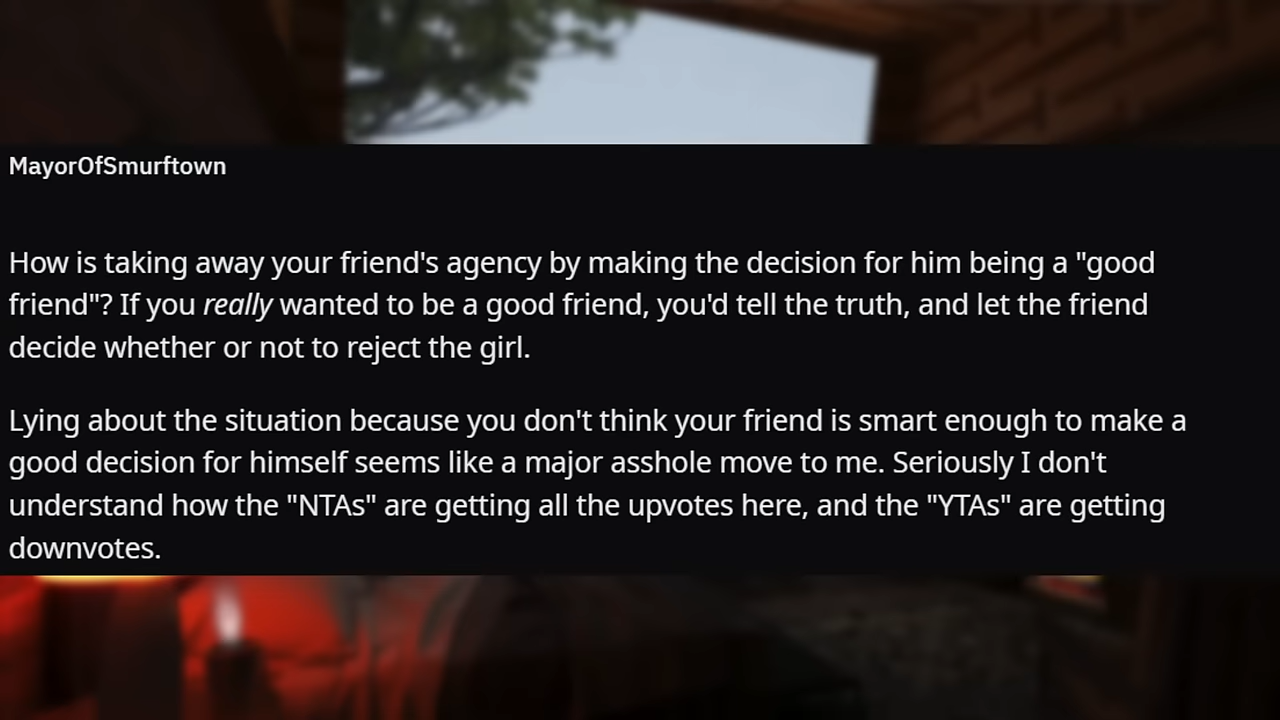 MayorOfSmurftown
How is taking away your friend's agency by making the decision for him being a "good
friend"? If you really wanted to be a good friend, you'd tell the truth, and let the friend
decide whether or not to reject the girl.
Lying about the situation because you don't think your friend is smart enough to make a
good decision for himself seems like a major asshole move to me. Seriously I don't
understand how the "NTAs" are getting all the upvotes here, and the "YTAs" are getting
downvotes.